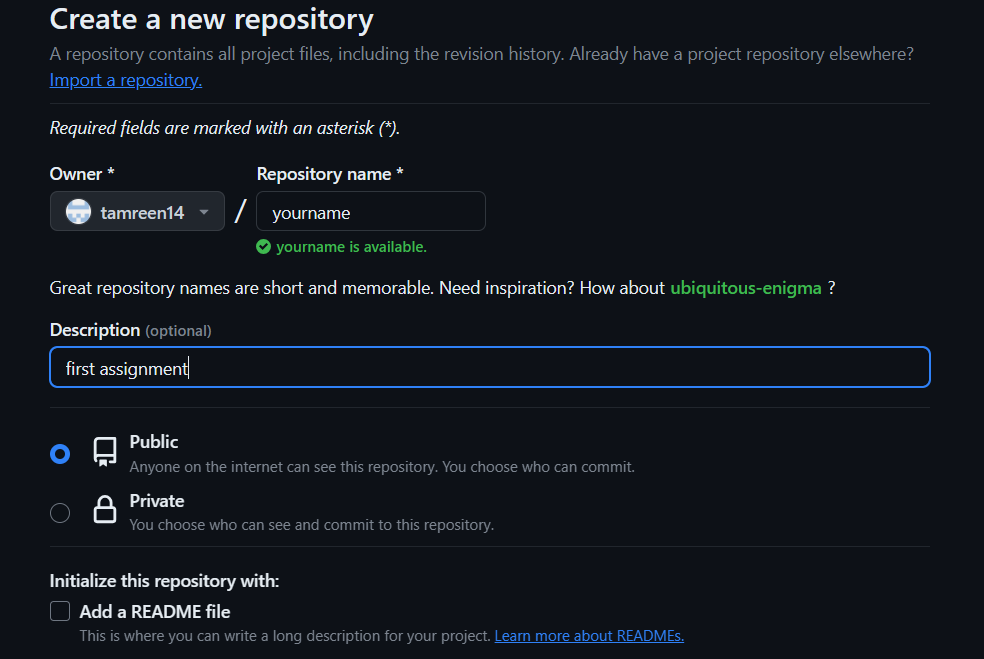 Create a new repository
A repository contains all project files, including the revision history. Already have a project repository elsewhere?
Import a repository.
Required fields are marked with an asterisk (*).
Owner * Repository name *
tamreen14 / yourname
yourname is available.
Great repository names are short and memorable. Need inspiration? How about ubiquitous-enigma ?
Description (optional)
first assignment
Public
Anyone on the internet can see this repository. You choose who can commit.
Private
You choose who can see and commit to this repository.
Initialize this repository with:
Add a README file
This is where you can write a long description for your project. Learn more about READMEs.